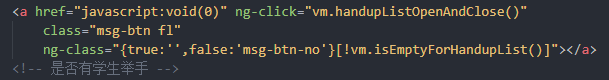 <a href="javascript:void(0)" ng-click="vm.handupListOpenAndClose()"
class="msg-btn fl"
ng-class="{true:'',false:'msg-btn-no'}[!vm.isEmptyForHandupList()]"></a>
<!-- 是否有学生举手 -->